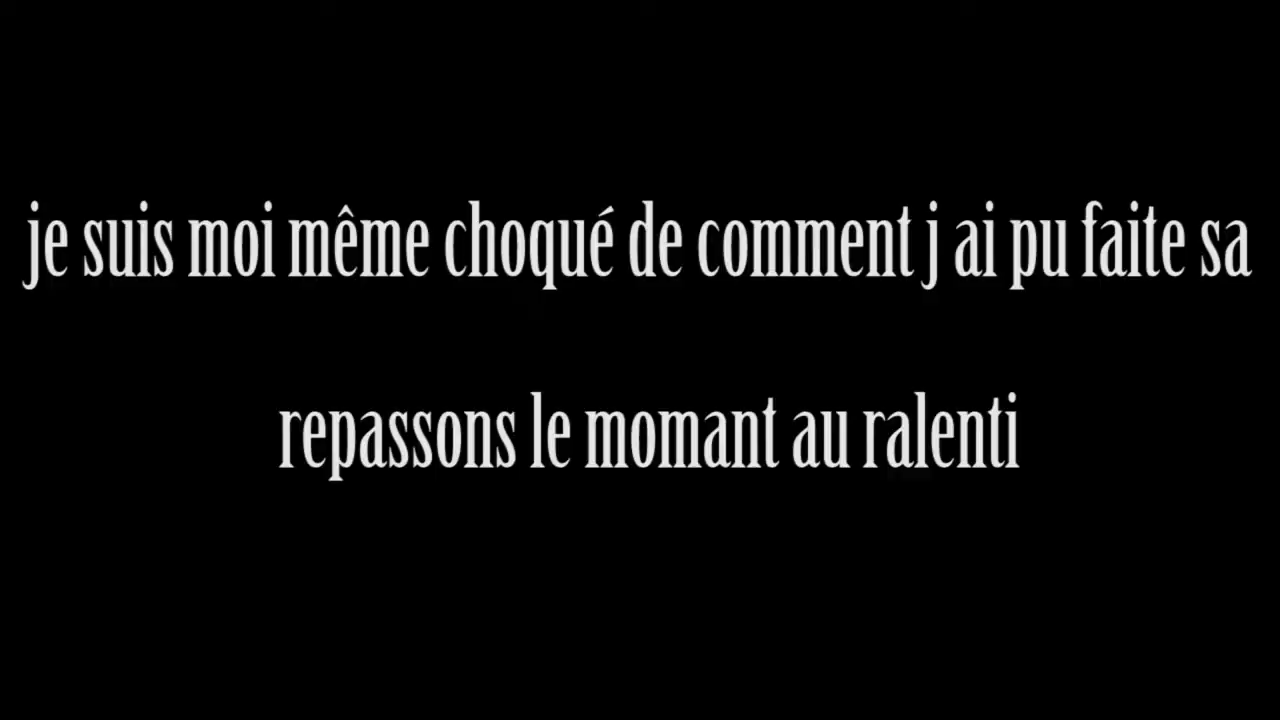 je suis moi même choqué de comment j ai pu faite sa
repassons le momant au ralenti